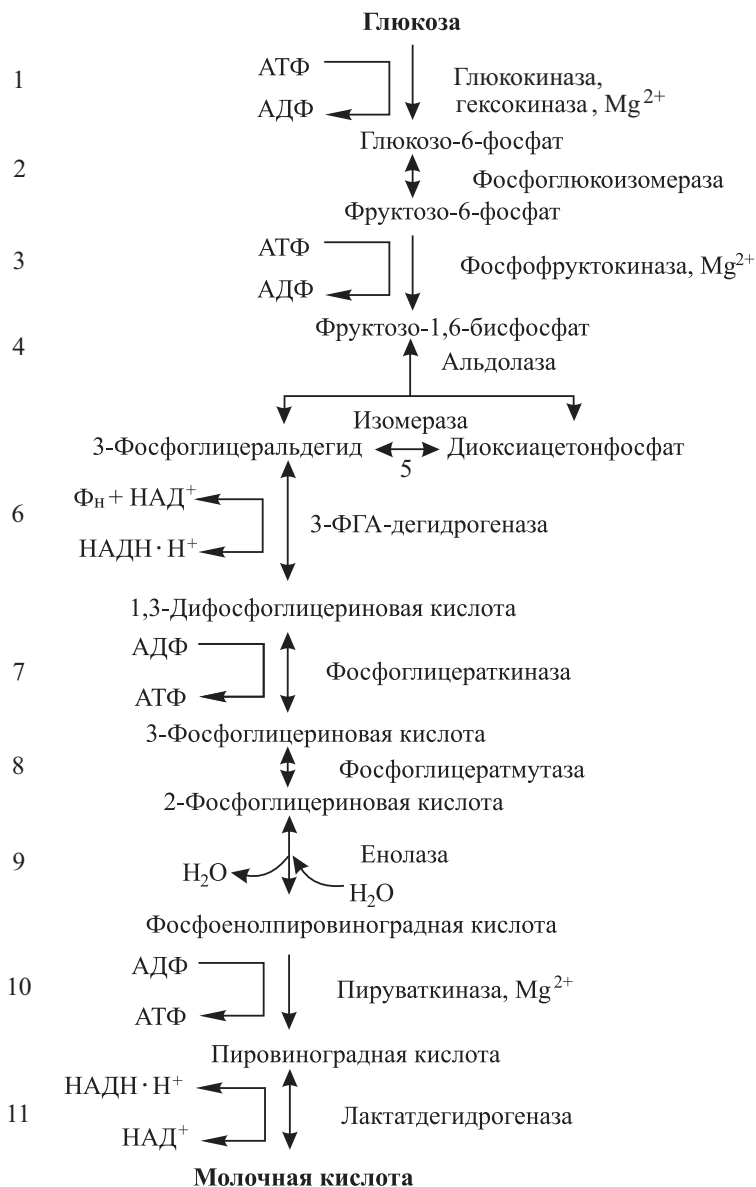 Глюкоза
1
АТФ
АДФ
Глюкокиназа,
гексокиназа, Mg²⁺
Глюкозо-6-фосфат
2
Фосфоглюкоизомераза
Фруктозо-6-фосфат
3
АТФ
АДФ
Фосфофруктокиназа, Mg²⁺
Фруктозо-1,6-бисфосфат
4
Альдолаза
Изомераза
3-Фосфоглицеральдегид
Диоксиацетонфосфат
5
6
Фн + НАД⁺
НАДН · Н⁺
3-ФГА-дегидрогеназа
1,3-Дифосфоглицериновая кислота
7
АДФ
АТФ
Фосфоглицераткиназа
3-Фосфоглицериновая кислота
8
Фосфоглицератмутаза
2-Фосфоглицериновая кислота
9
Енолаза
H₂O
H₂O
Фосфоенолпировиноградная кислота
10
АДФ
АТФ
Пируваткиназа, Mg²⁺
Пировиноградная кислота
11
НАДН · Н⁺
НАД⁺
Лактатдегидрогеназа
Молочная кислота